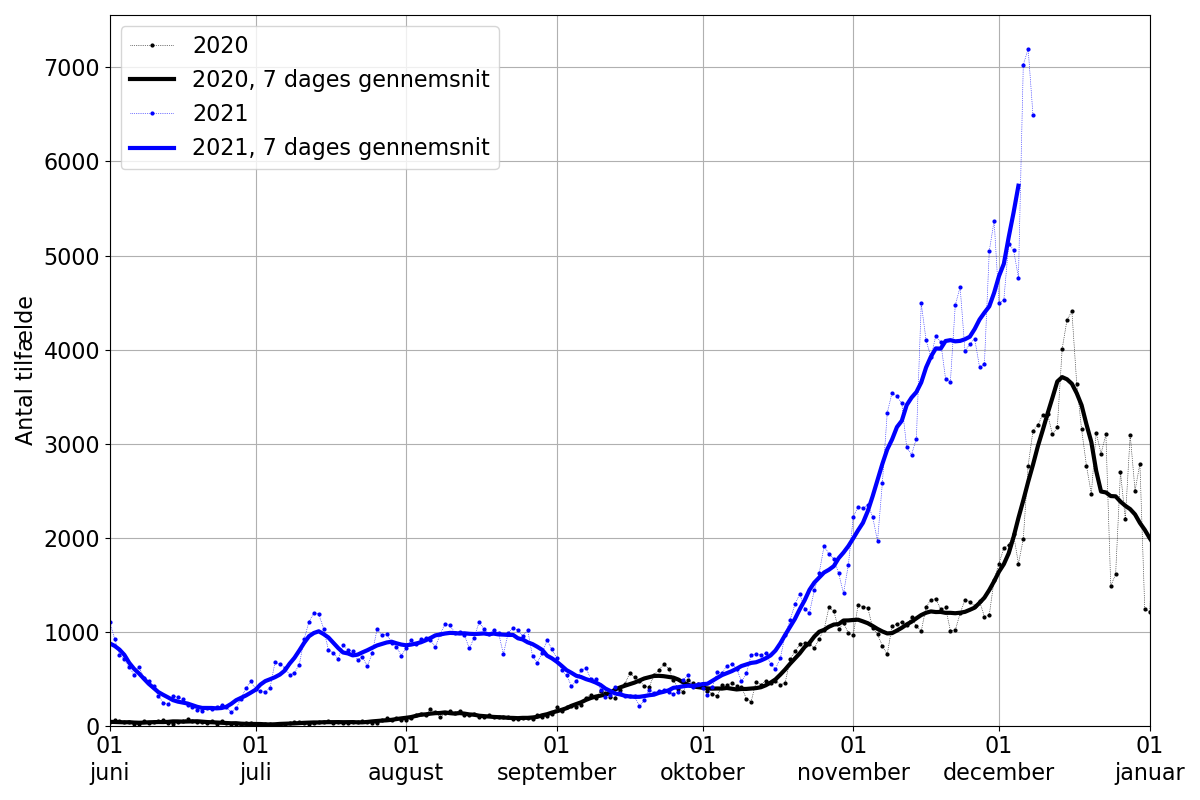 2020
2020, 7 dages gennemsnit
2021
2021, 7 dages gennemsnit
Antal tilfælde
7000
6000
5000
4000
3000
2000
1000
0
01 01 01 01 01 01 01 01
juni juli august september oktober november december januar